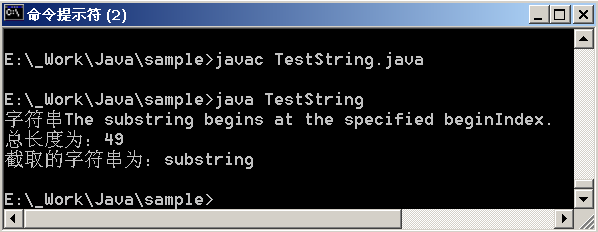 命令提示符 (2)
E:\_Work\Java\sample>javac TestString.java
E:\_Work\Java\sample>java TestString
字符串The substring begins at the specified beginIndex.
总长度为：49
截取的字符串为：substring
E:\_Work\Java\sample>